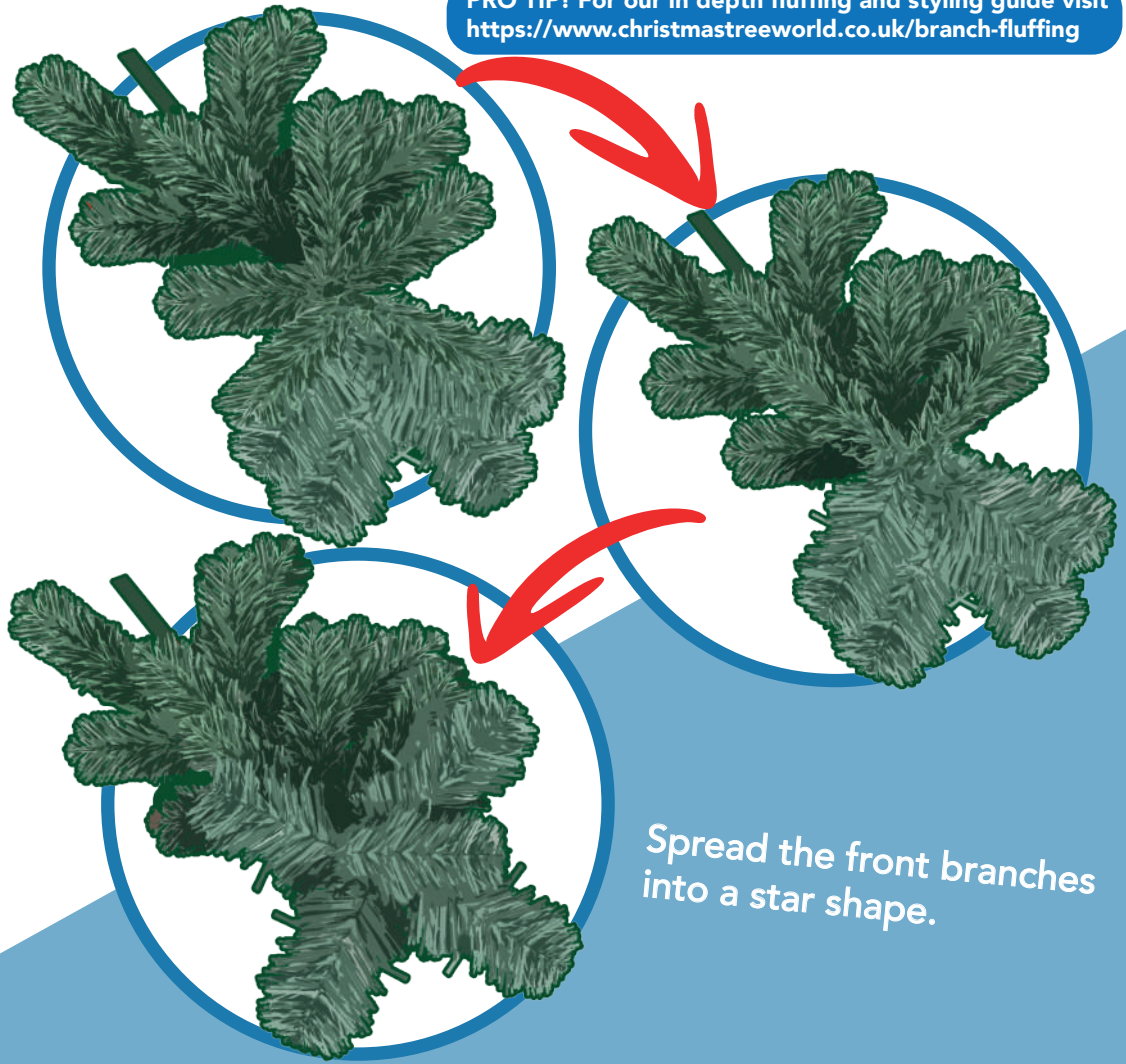 PRO TIP! For our in depth fluffing and styling guide visit
https://www.christmastreeworld.co.uk/branch-fluffing
Spread the front branches
into a star shape.